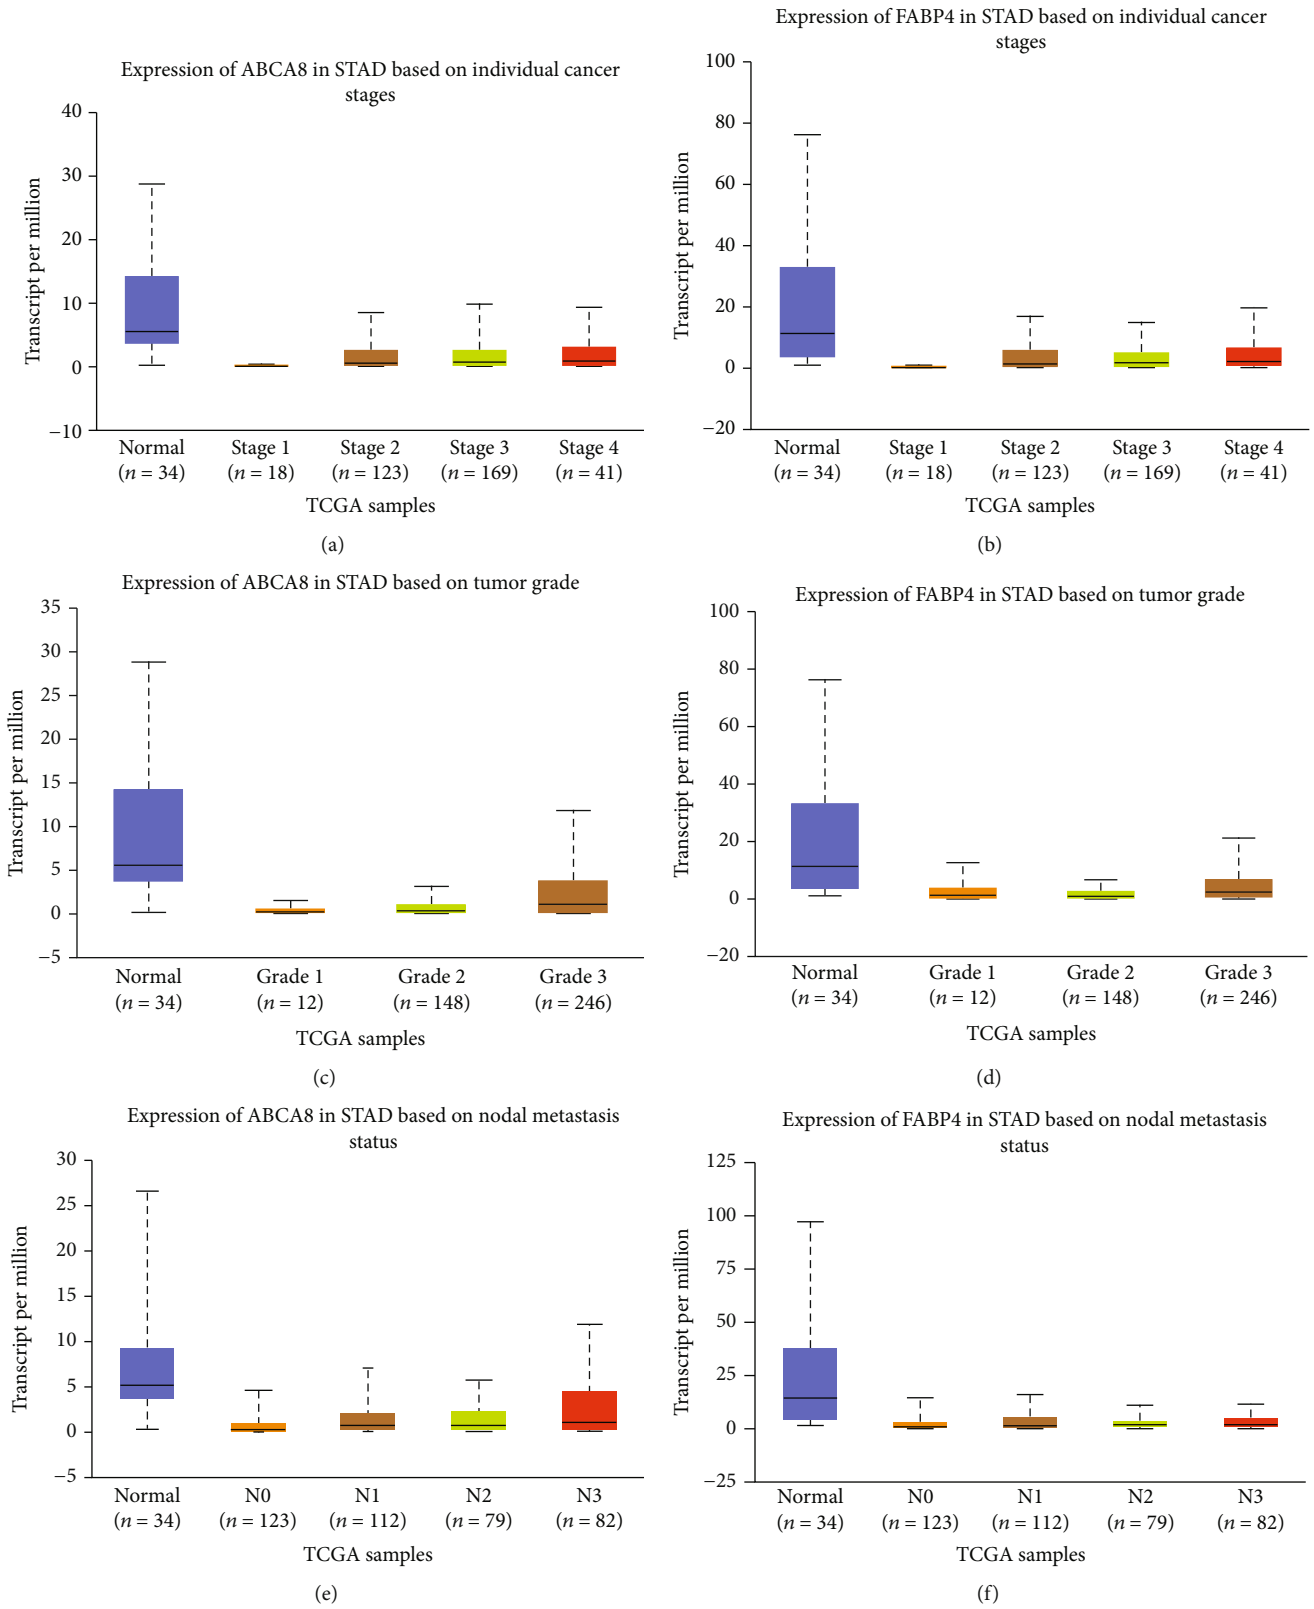 Expression of ABCA8 in STAD based on individual cancer
stages
Transcript per million
40
30
20
10
0
−10
Normal Stage 1 Stage 2 Stage 3 Stage 4
(n = 34) (n = 18) (n = 123) (n = 169) (n = 41)
TCGA samples
(a)
Expression of FABP4 in STAD based on individual cancer
stages
Transcript per million
100
80
60
40
20
0
−20
Normal Stage 1 Stage 2 Stage 3 Stage 4
(n = 34) (n = 18) (n = 123) (n = 169) (n = 41)
TCGA samples
(b)
Expression of ABCA8 in STAD based on tumor grade
Transcript per million
35
30
25
20
15
10
5
0
−5
Normal Grade 1 Grade 2 Grade 3
(n = 34) (n = 12) (n = 148) (n = 246)
TCGA samples
(c)
Expression of FABP4 in STAD based on tumor grade
Transcript per million
100
80
60
40
20
0
−20
Normal Grade 1 Grade 2 Grade 3
(n = 34) (n = 12) (n = 148) (n = 246)
TCGA samples
(d)
Expression of ABCA8 in STAD based on nodal metastasis
status
Transcript per million
30
25
20
15
10
5
0
−5
Normal N0 N1 N2 N3
(n = 34) (n = 123) (n = 112) (n = 79) (n = 82)
TCGA samples
(e)
Expression of FABP4 in STAD based on nodal metastasis
status
Transcript per million
125
100
75
50
25
0
−25
Normal N0 N1 N2 N3
(n = 34) (n = 123) (n = 112) (n = 79) (n = 82)
TCGA samples
(f)